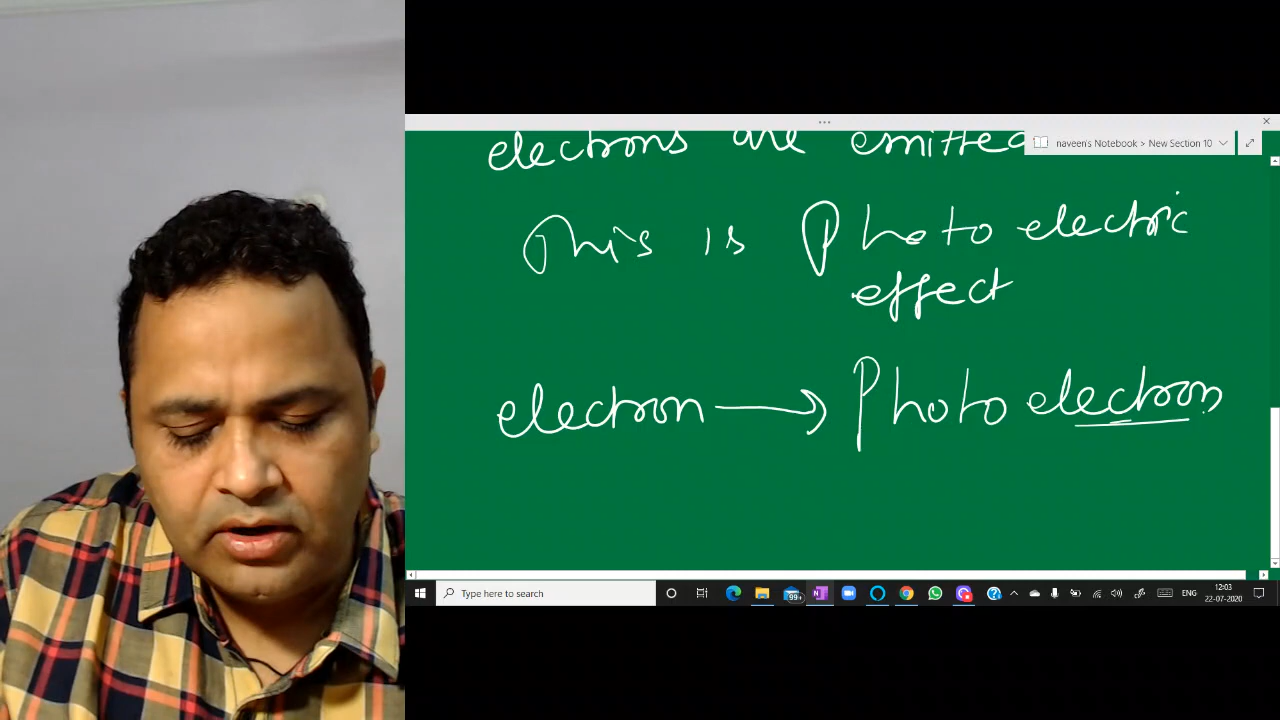 electrons are emitted
naveen's Notebook > New Section 10
This is Photo electric
effect
electron → Photo electron
Type here to search
99+
ENG
12:03
22-07-2020